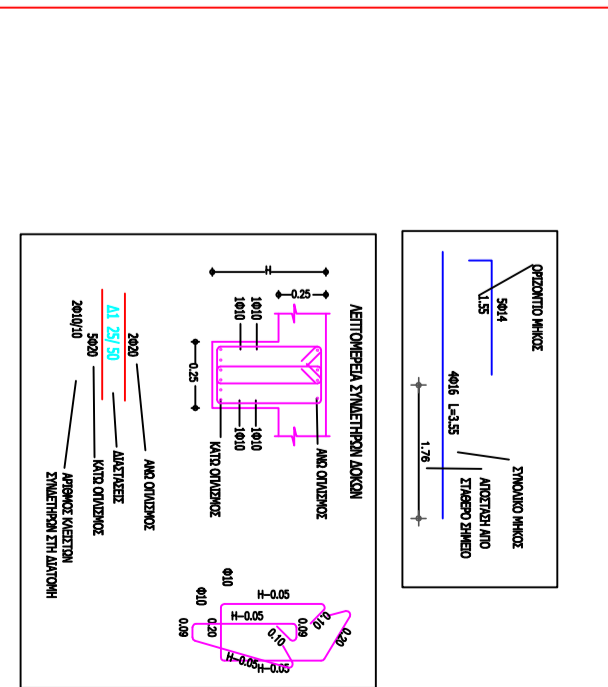 ΟΡΙΖΟΝΤΙΟ ΜΗΚΟΣ
5Φ14
1.55
4Φ16 L=3.55
1.76
ΣΥΝΟΛΙΚΟ ΜΗΚΟΣ
ΑΠΟΣΤΑΣΗ ΑΠΟ
ΣΤΑΘΕΡΟ ΣΗΜΕΙΟ
ΛΕΠΤΟΜΕΡΕΙΑ ΣΥΝΔΕΤΗΡΩΝ ΔΟΚΩΝ
H
0.25
1Φ10
1Φ10
0.25
1Φ10
1Φ10
ΑΝΩ ΟΠΛΙΣΜΟΣ
ΚΑΤΩ ΟΠΛΙΣΜΟΣ
2Φ20
Δ1 25/50
5Φ20
2Φ10/10
ΑΝΩ ΟΠΛΙΣΜΟΣ
ΔΙΑΣΤΑΣΕΙΣ
ΚΑΤΩ ΟΠΛΙΣΜΟΣ
ΑΡΙΘΜΟΣ ΚΛΕΙΣΤΩΝ
ΣΥΝΔΕΤΗΡΩΝ ΣΤΗ ΔΙΑΤΟΜΗ
Φ10
H-0.05
0.10
0.20
0.20
H-0.05
Φ10
H-0.05
0.09
0.10
0.09
H-0.05